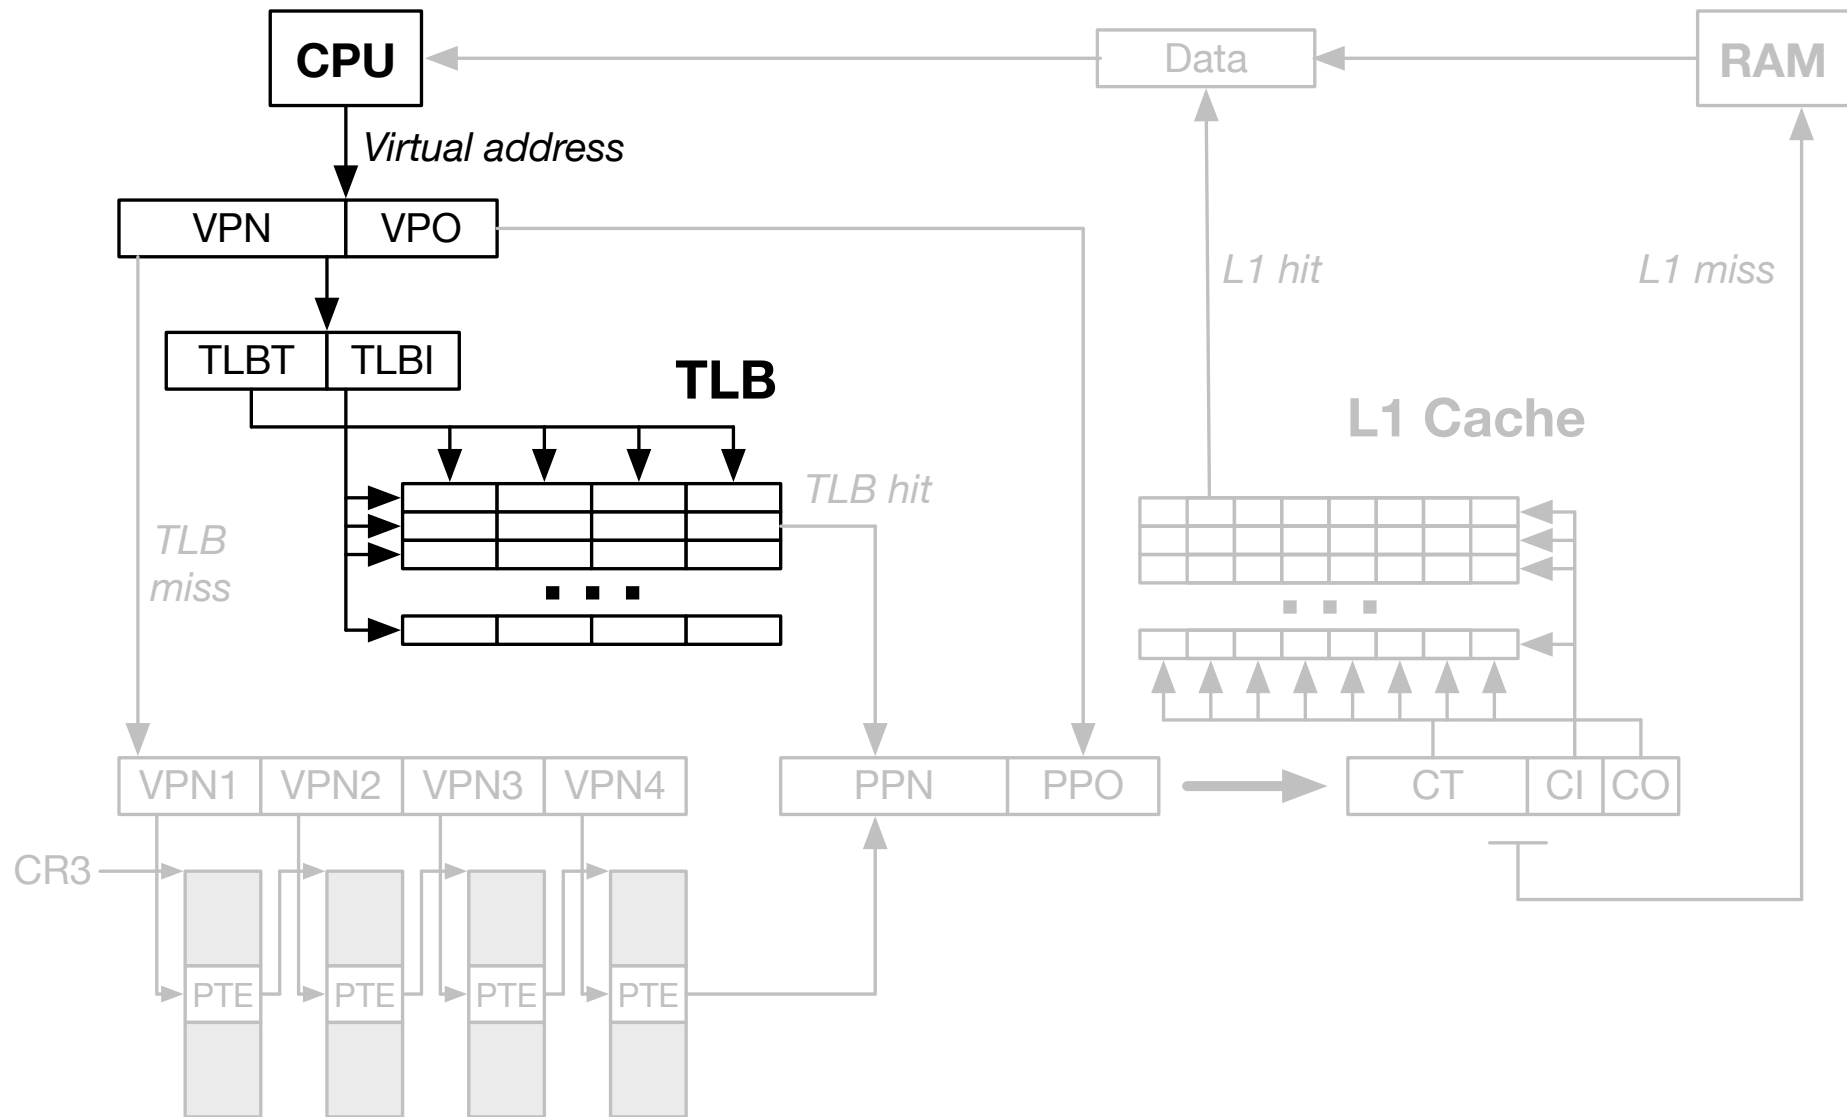 CPU
Data
RAM
Virtual address
VPN VPO
L1 hit
L1 miss
TLBT TLBI
TLB
L1 Cache
TLB hit
TLB
miss
VPN1 VPN2 VPN3 VPN4
PPN PPO
CT CI CO
CR3
PTE PTE PTE PTE